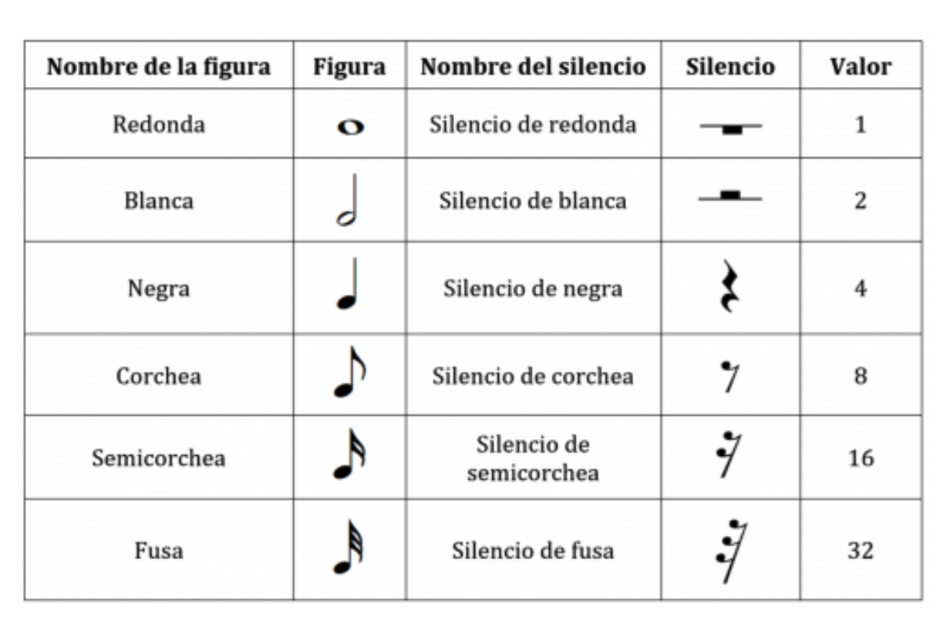 Nombre de la figura Figura Nombre del silencio Silencio Valor
Redonda Silencio de redonda 1
Blanca Silencio de blanca 2
Negra Silencio de negra 4
Corchea Silencio de corchea 8
Semicorchea Silencio de semicorchea 16
Fusa Silencio de fusa 32